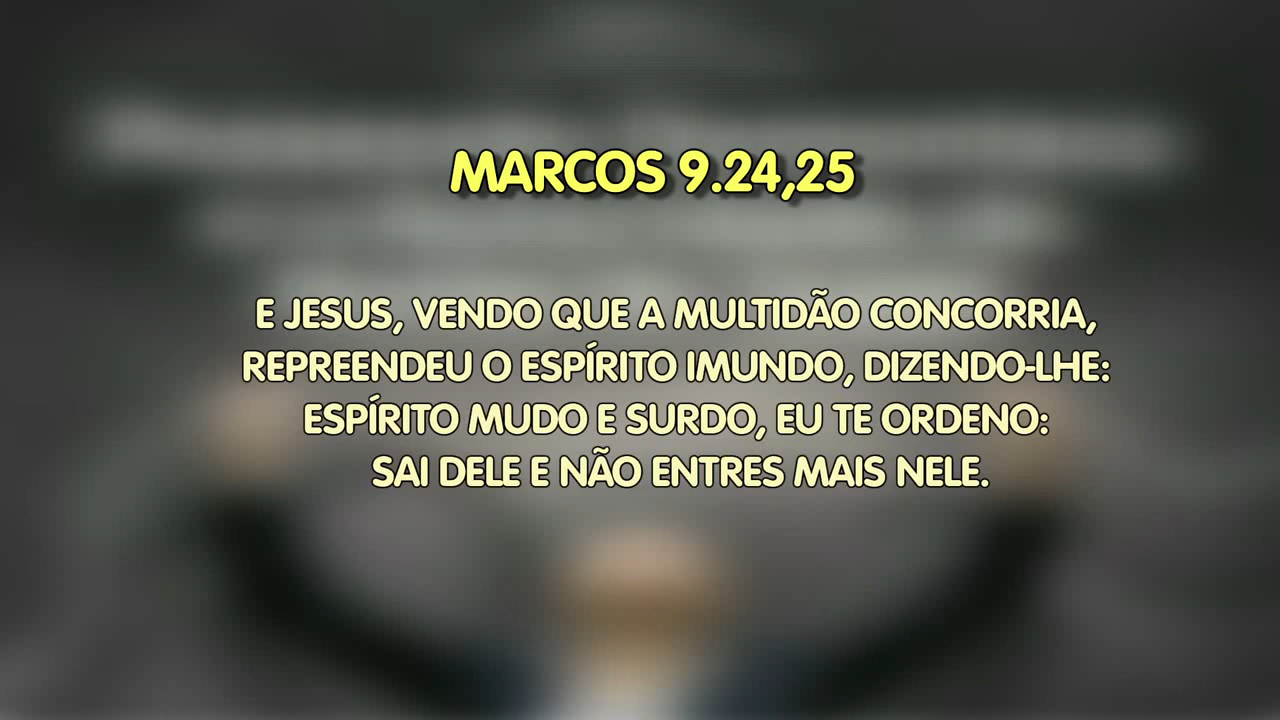 MARCOS 9.24,25
E JESUS, VENDO QUE A MULTIDÃO CONCORRIA,
REPREENDEU O ESPÍRITO IMUNDO, DIZENDO-LHE:
ESPÍRITO MUDO E SURDO, EU TE ORDENO:
SAI DELE E NÃO ENTRES MAIS NELE.